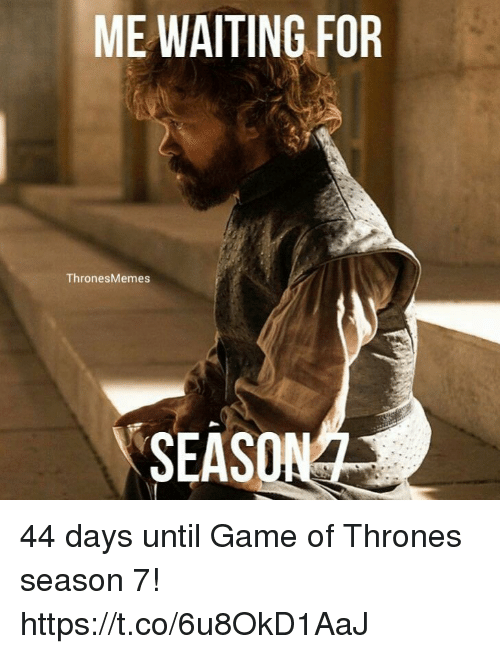 ME WAITING FOR
ThronesMemes
SEASON 7
44 days until Game of Thrones
season 7!
https://t.co/6u8OkD1AaJ